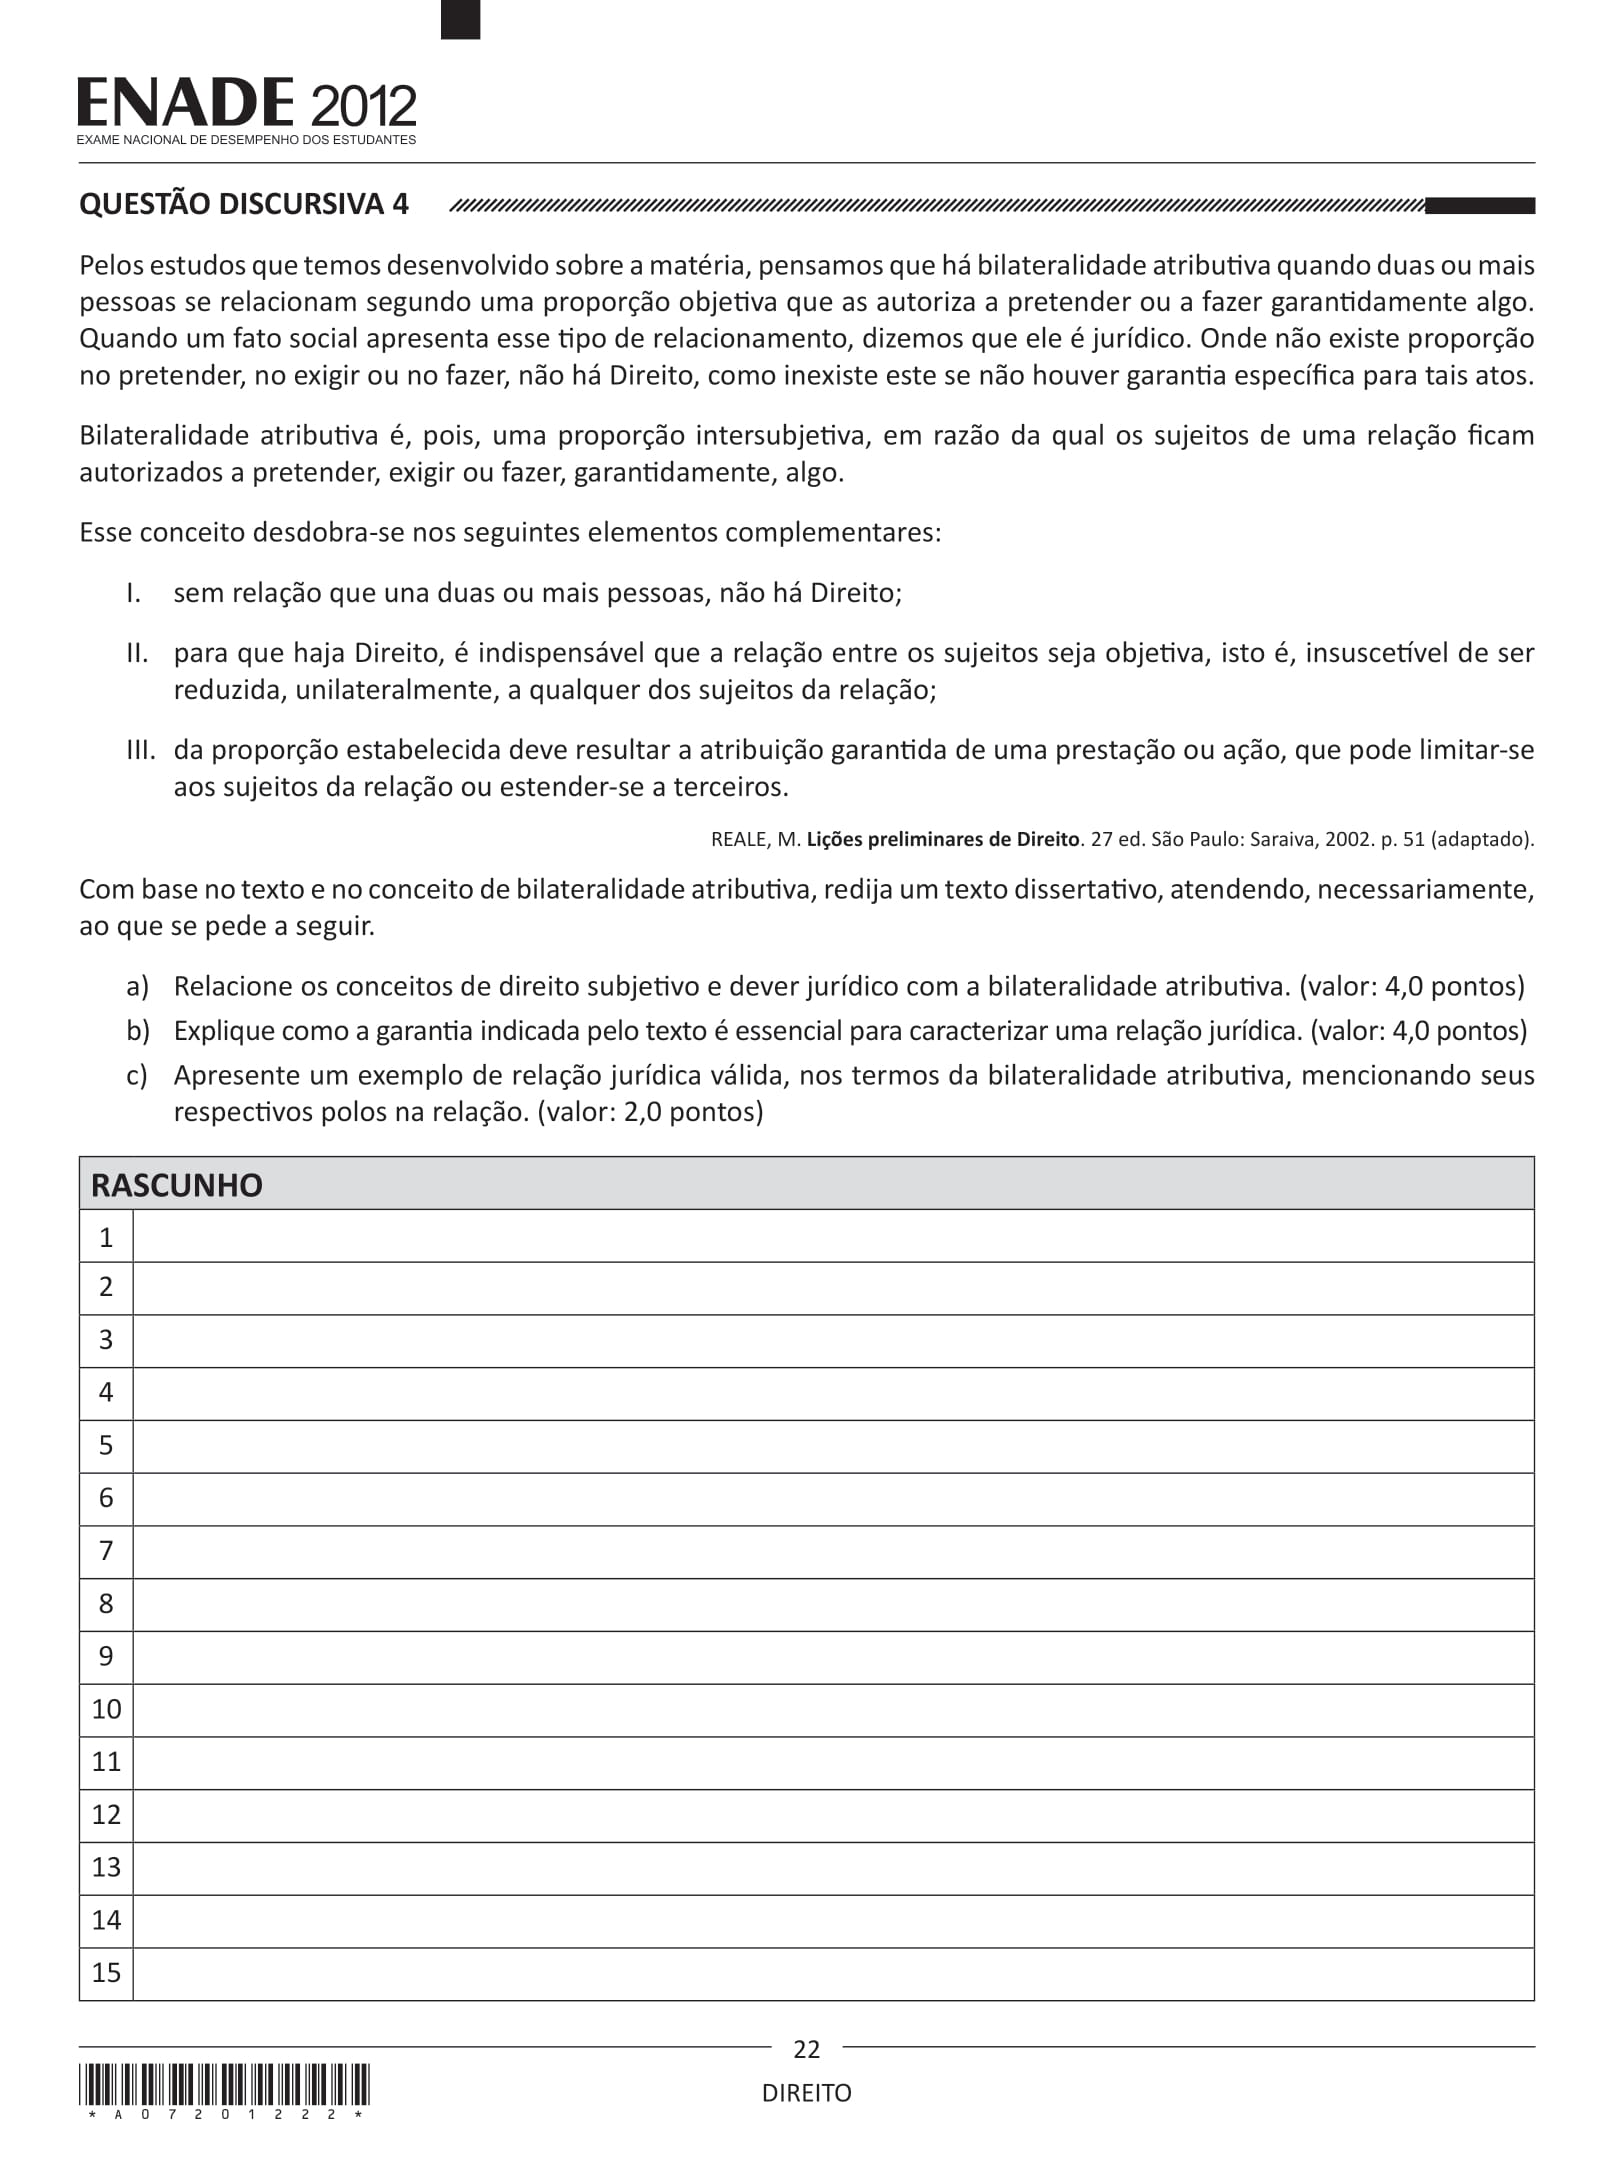 ENADE 2012
EXAME NACIONAL DE DESEMPENHO DOS ESTUDANTES
QUESTÃO DISCURSIVA 4
Pelos estudos que temos desenvolvido sobre a matéria, pensamos que há bilateralidade atributiva quando duas ou mais
pessoas se relacionam segundo uma proporção objetiva que as autoriza a pretender ou a fazer garantidamente algo.
Quando um fato social apresenta esse tipo de relacionamento, dizemos que ele é jurídico. Onde não existe proporção
no pretender, no exigir ou no fazer, não há Direito, como inexiste este se não houver garantia específica para tais atos.
Bilateralidade atributiva é, pois, uma proporção intersubjetiva, em razão da qual os sujeitos de uma relação ficam
autorizados a pretender, exigir ou fazer, garantidamente, algo.
Esse conceito desdobra-se nos seguintes elementos complementares:
I. sem relação que una duas ou mais pessoas, não há Direito;
II. para que haja Direito, é indispensável que a relação entre os sujeitos seja objetiva, isto é, insuscetível de ser
reduzida, unilateralmente, a qualquer dos sujeitos da relação;
III. da proporção estabelecida deve resultar a atribuição garantida de uma prestação ou ação, que pode limitar-se
aos sujeitos da relação ou estender-se a terceiros.
REALE, M. Lições preliminares de Direito. 27 ed. São Paulo: Saraiva, 2002. p. 51 (adaptado).
Com base no texto e no conceito de bilateralidade atributiva, redija um texto dissertativo, atendendo, necessariamente,
ao que se pede a seguir.
a) Relacione os conceitos de direito subjetivo e dever jurídico com a bilateralidade atributiva. (valor: 4,0 pontos)
b) Explique como a garantia indicada pelo texto é essencial para caracterizar uma relação jurídica. (valor: 4,0 pontos)
c) Apresente um exemplo de relação jurídica válida, nos termos da bilateralidade atributiva, mencionando seus
respectivos polos na relação. (valor: 2,0 pontos)
RASCUNHO
1
2
3
4
5
6
7
8
9
10
11
12
13
14
15
22
DIREITO
* A 0 7 2 0 1 2 2 2 *